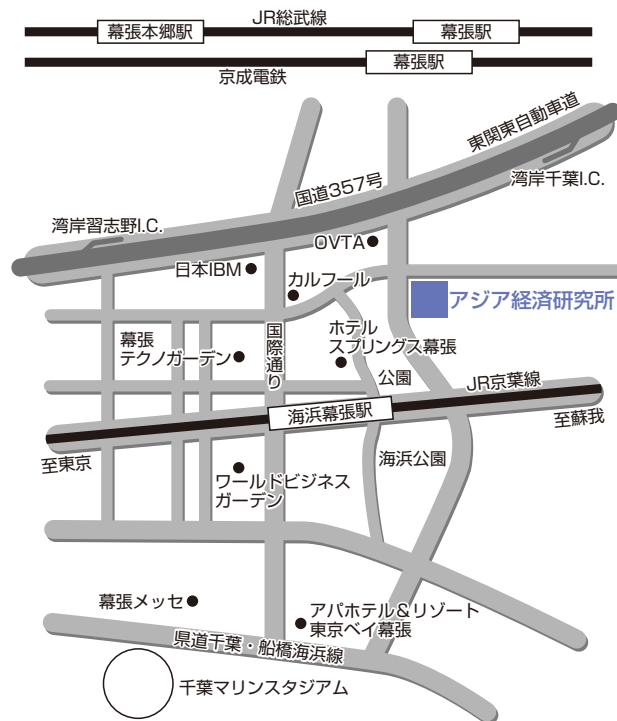 JR総武線
幕張本郷駅
幕張駅
幕張駅
京成電鉄
東関東自動車道
国道357号
湾岸千葉I.C.
湾岸習志野I.C.
OVTA
日本IBM
カルフール
アジア経済研究所
国際通り
幕張
テクノガーデン
ホテル
スプリングス幕張
公園
JR京葉線
海浜幕張駅
至蘇我
至東京
海浜公園
ワールドビジネス
ガーデン
幕張メッセ
アパホテル&リゾート
東京ベイ幕張
県道千葉・船橋海浜線
千葉マリンスタジアム